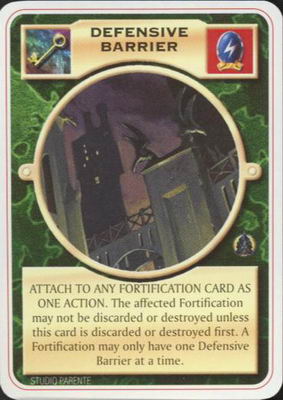 DEFENSIVE
BARRIER
ATTACH TO ANY FORTIFICATION CARD AS
ONE ACTION. The affected Fortification
may not be discarded or destroyed unless
this card is discarded or destroyed first. A
Fortification may only have one Defensive
Barrier at a time.
STUDIO PARENTE